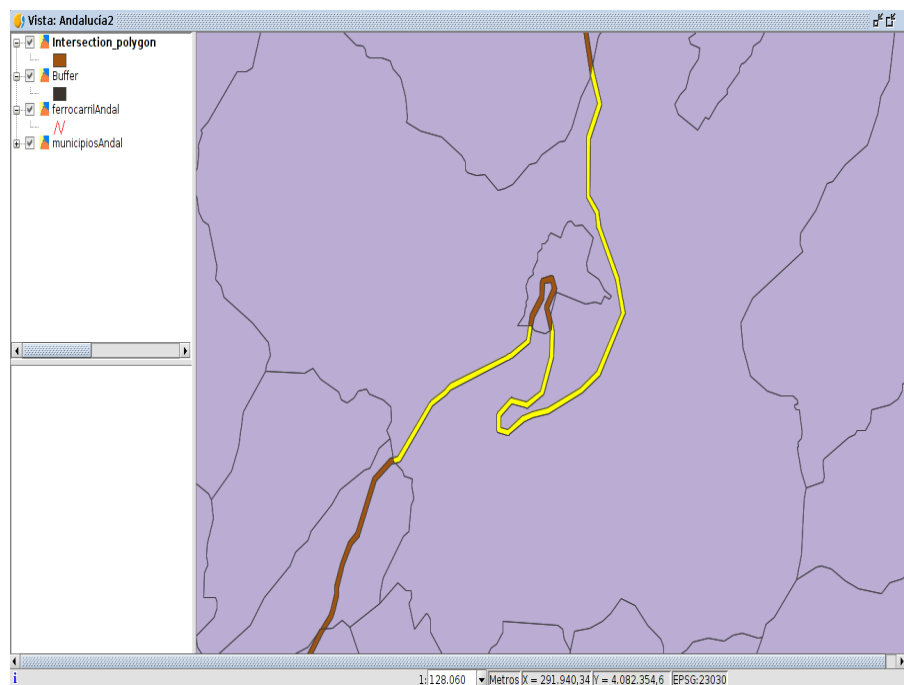 Vista: Andalucía2
Intersection_polygon
Buffer
ferrocarrilAndal
municipiosAndal
1: 128.060 Metros X = 291.940,34 Y = 4.082.354,6 EPSG:23030